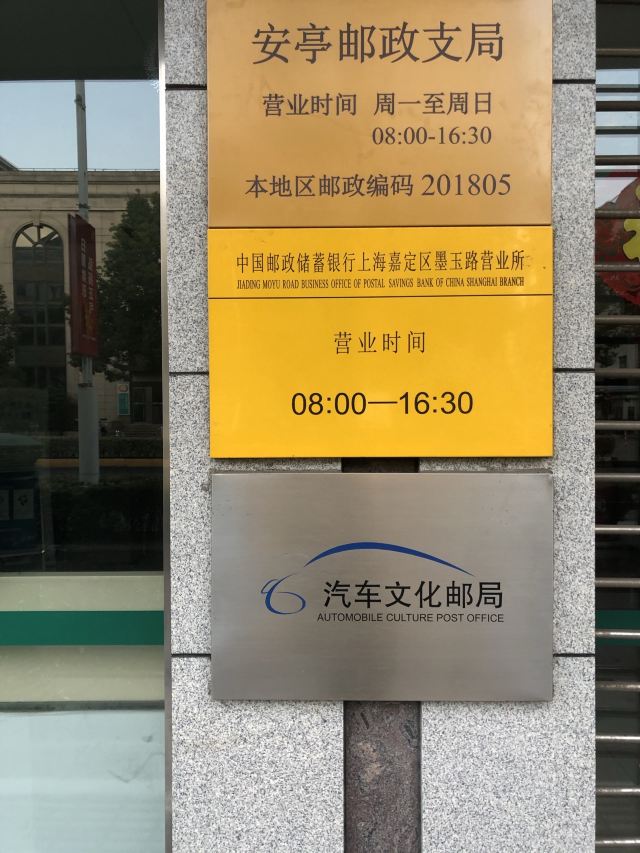 安亭邮政支局
营业时间 周一至周日
08:00-16:30
本地区邮政编码 201805
中国邮政储蓄银行上海嘉定区墨玉路营业所
JIADING MOYU ROAD BUSINESS OFFICE OF POSTAL SAVINGS BANK OF CHINA SHANGHAI BRANCH
营业时间
08:00—16:30
汽车文化邮局
AUTOMOBILE CULTURE POST OFFICE